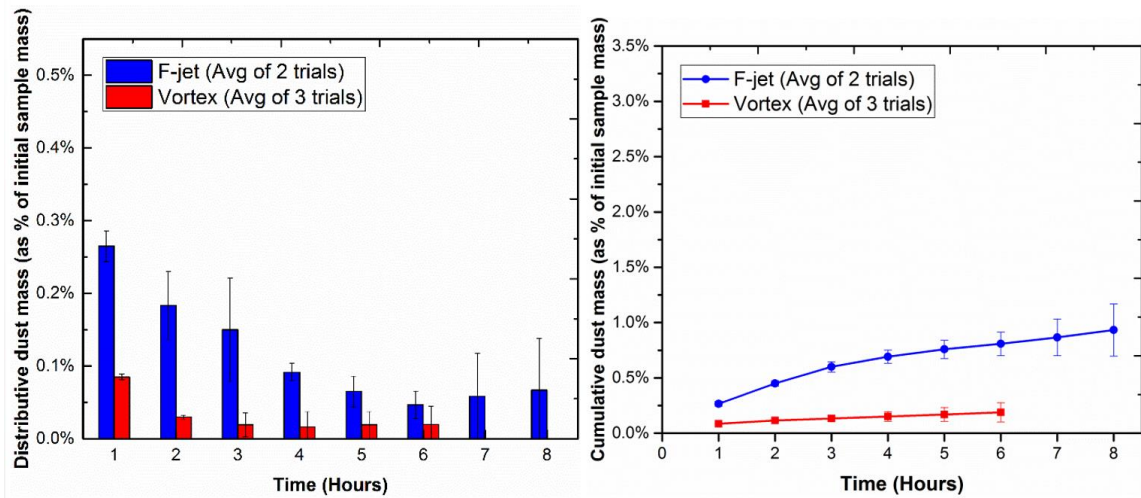 Distributive dust mass (as % of initial sample mass)
0.5%
0.4%
0.3%
0.2%
0.1%
0.0%
F-jet (Avg of 2 trials)
Vortex (Avg of 3 trials)
1 2 3 4 5 6 7 8
Time (Hours)
Cumulative dust mass (as % of initial sample mass)
3.5%
3.0%
2.5%
2.0%
1.5%
1.0%
0.5%
0.0%
F-jet (Avg of 2 trials)
Vortex (Avg of 3 trials)
0 1 2 3 4 5 6 7 8
Time (Hours)